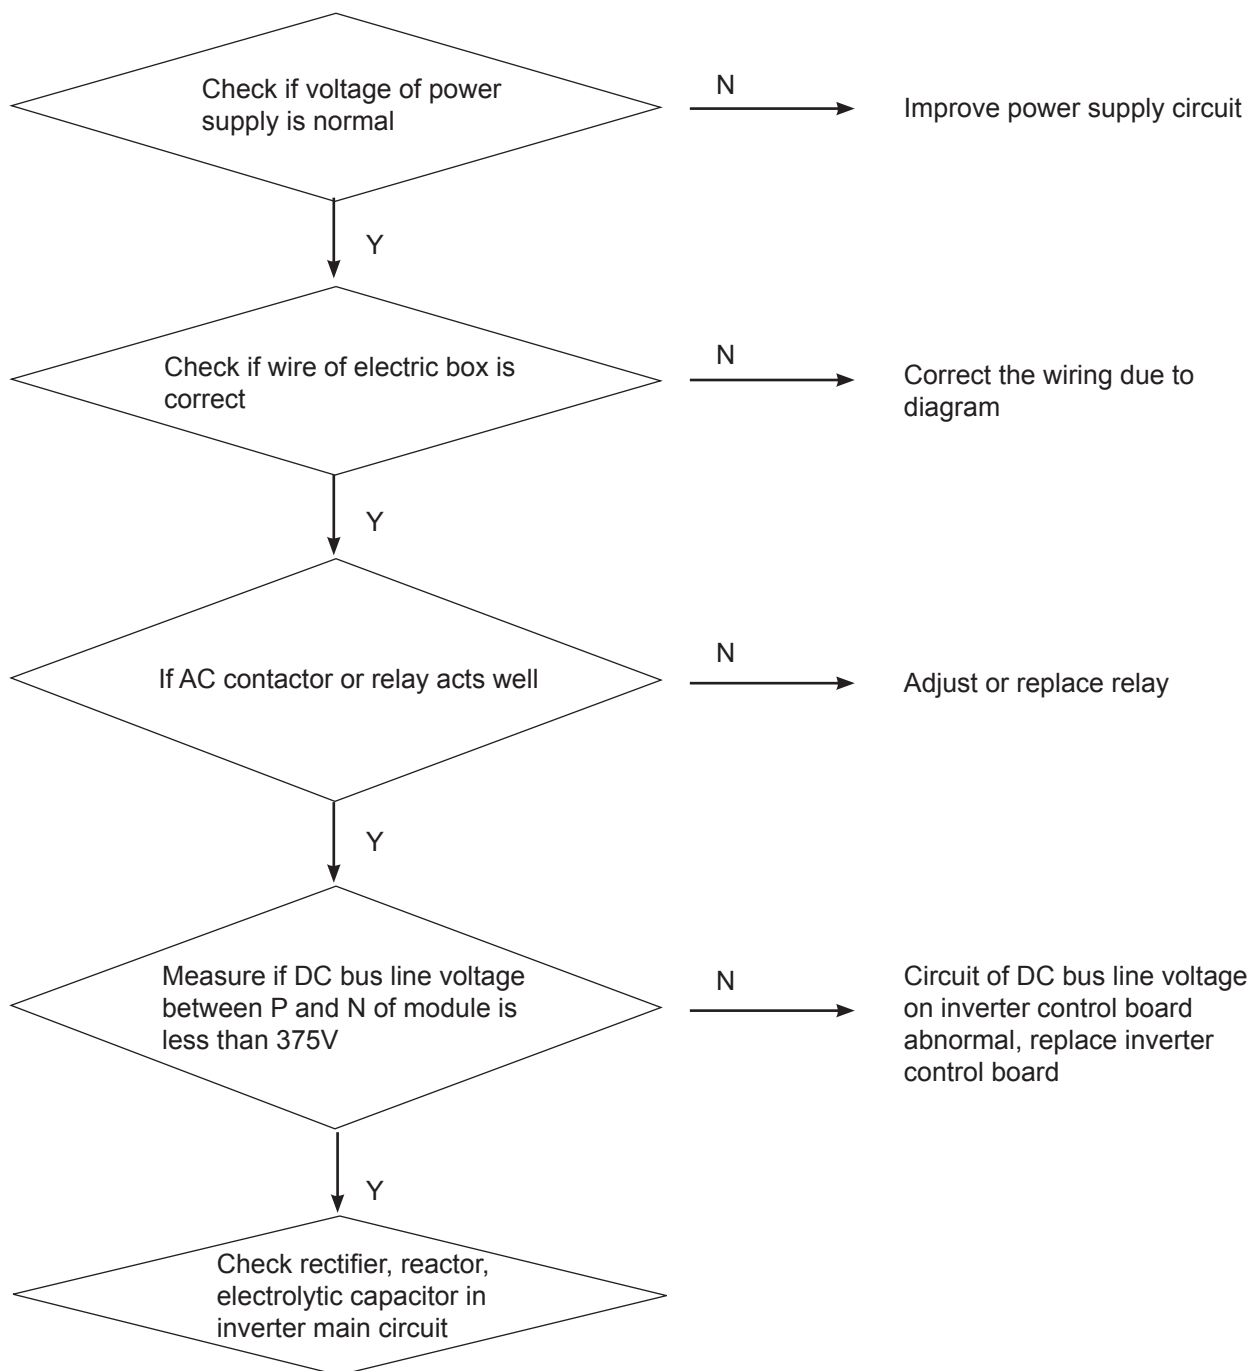 Check if voltage of power
supply is normal
N
Improve power supply circuit
Y
Check if wire of electric box is
correct
N
Correct the wiring due to
diagram
Y
If AC contactor or relay acts well
N
Adjust or replace relay
Y
Measure if DC bus line voltage
between P and N of module is
less than 375V
N
Circuit of DC bus line voltage
on inverter control board
abnormal, replace inverter
control board
Y
Check rectifier, reactor,
electrolytic capacitor in
inverter main circuit